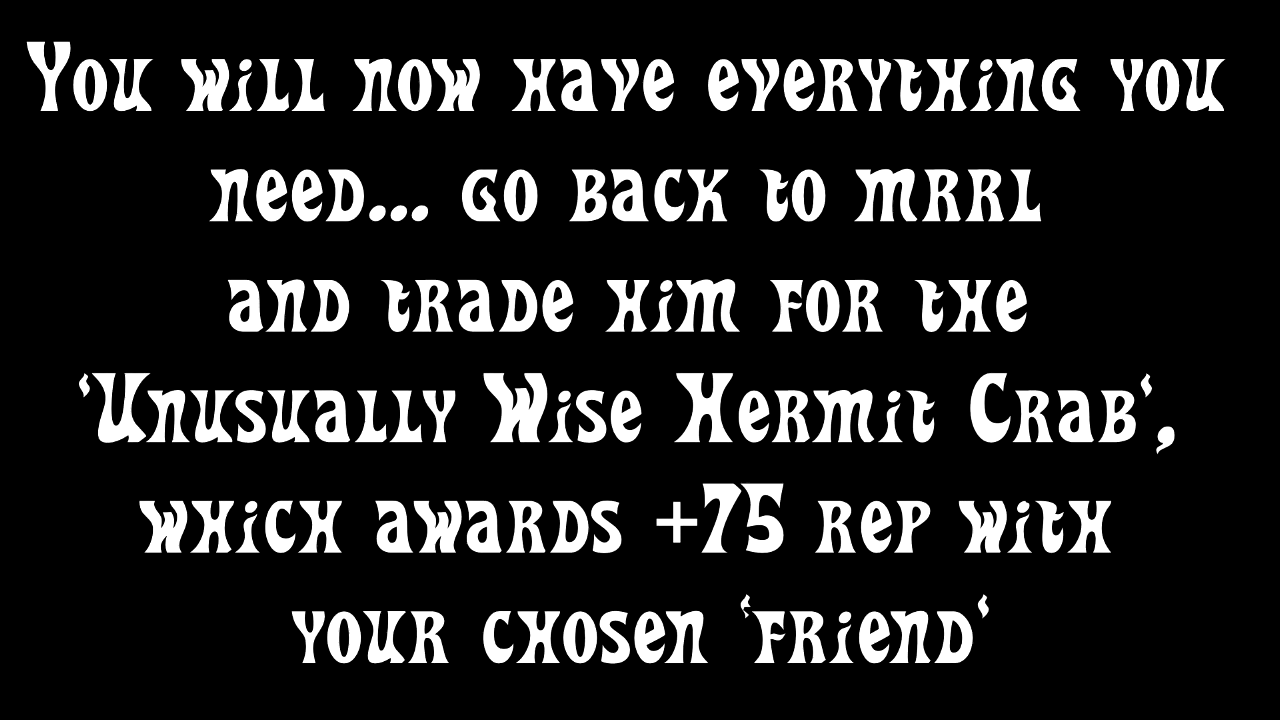 You will now have everything you
need... go back to mrrl
and trade him for the
'Unusually Wise Hermit Crab',
which awards +75 rep with
your chosen 'friend'